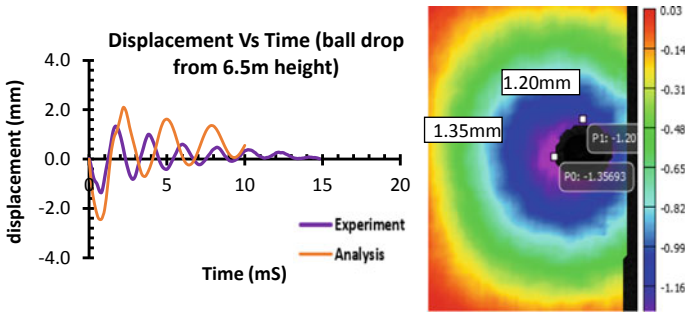 Displacement Vs Time (ball drop
from 6.5m height)
displacement (mm)
4.0
2.0
0.0
-2.0
-4.0
0
5
10
15
20
Time (mS)
Experiment
Analysis
1.20mm
1.35mm
P1: -1.20
P0: -1.35693
0.03
-0.14
-0.31
-0.48
-0.65
-0.82
-0.99
-1.16